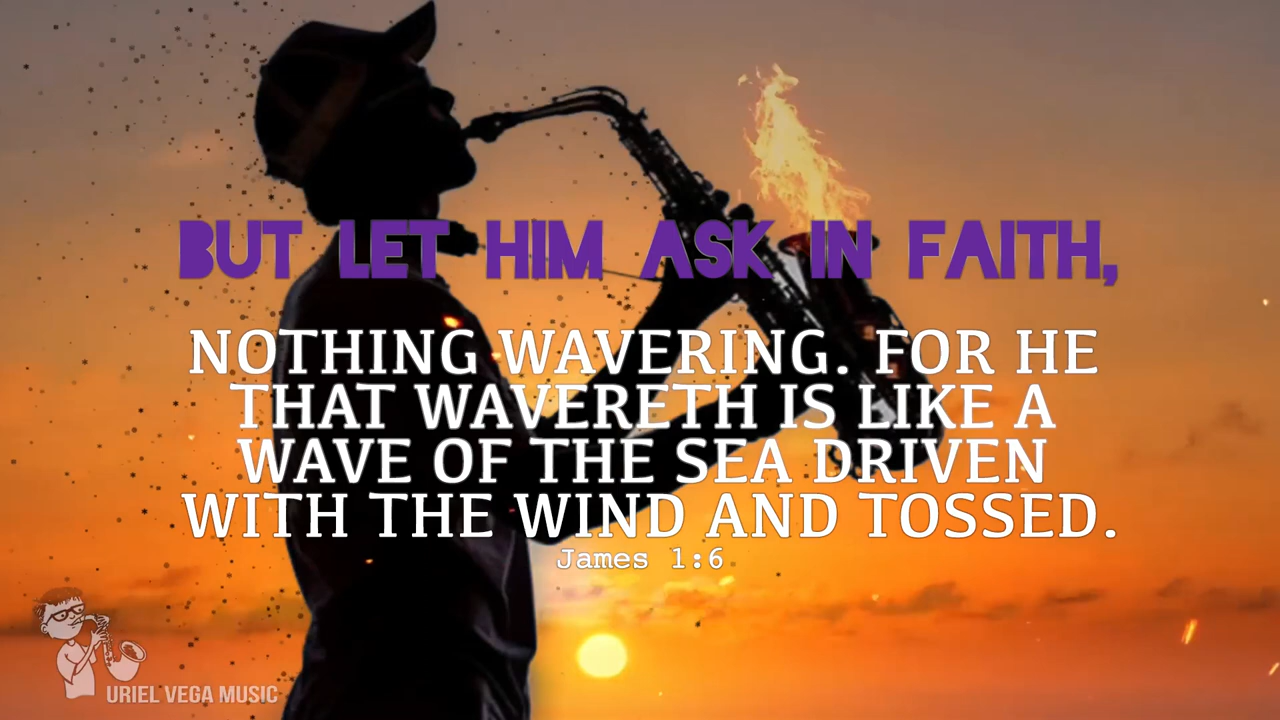 BUT LET HIM ASK IN FAITH,
NOTHING WAVERING. FOR HE
THAT WAVERETH IS LIKE A
WAVE OF THE SEA DRIVEN
WITH THE WIND AND TOSSED.
James 1:6
URIEL VEGA MUSIC